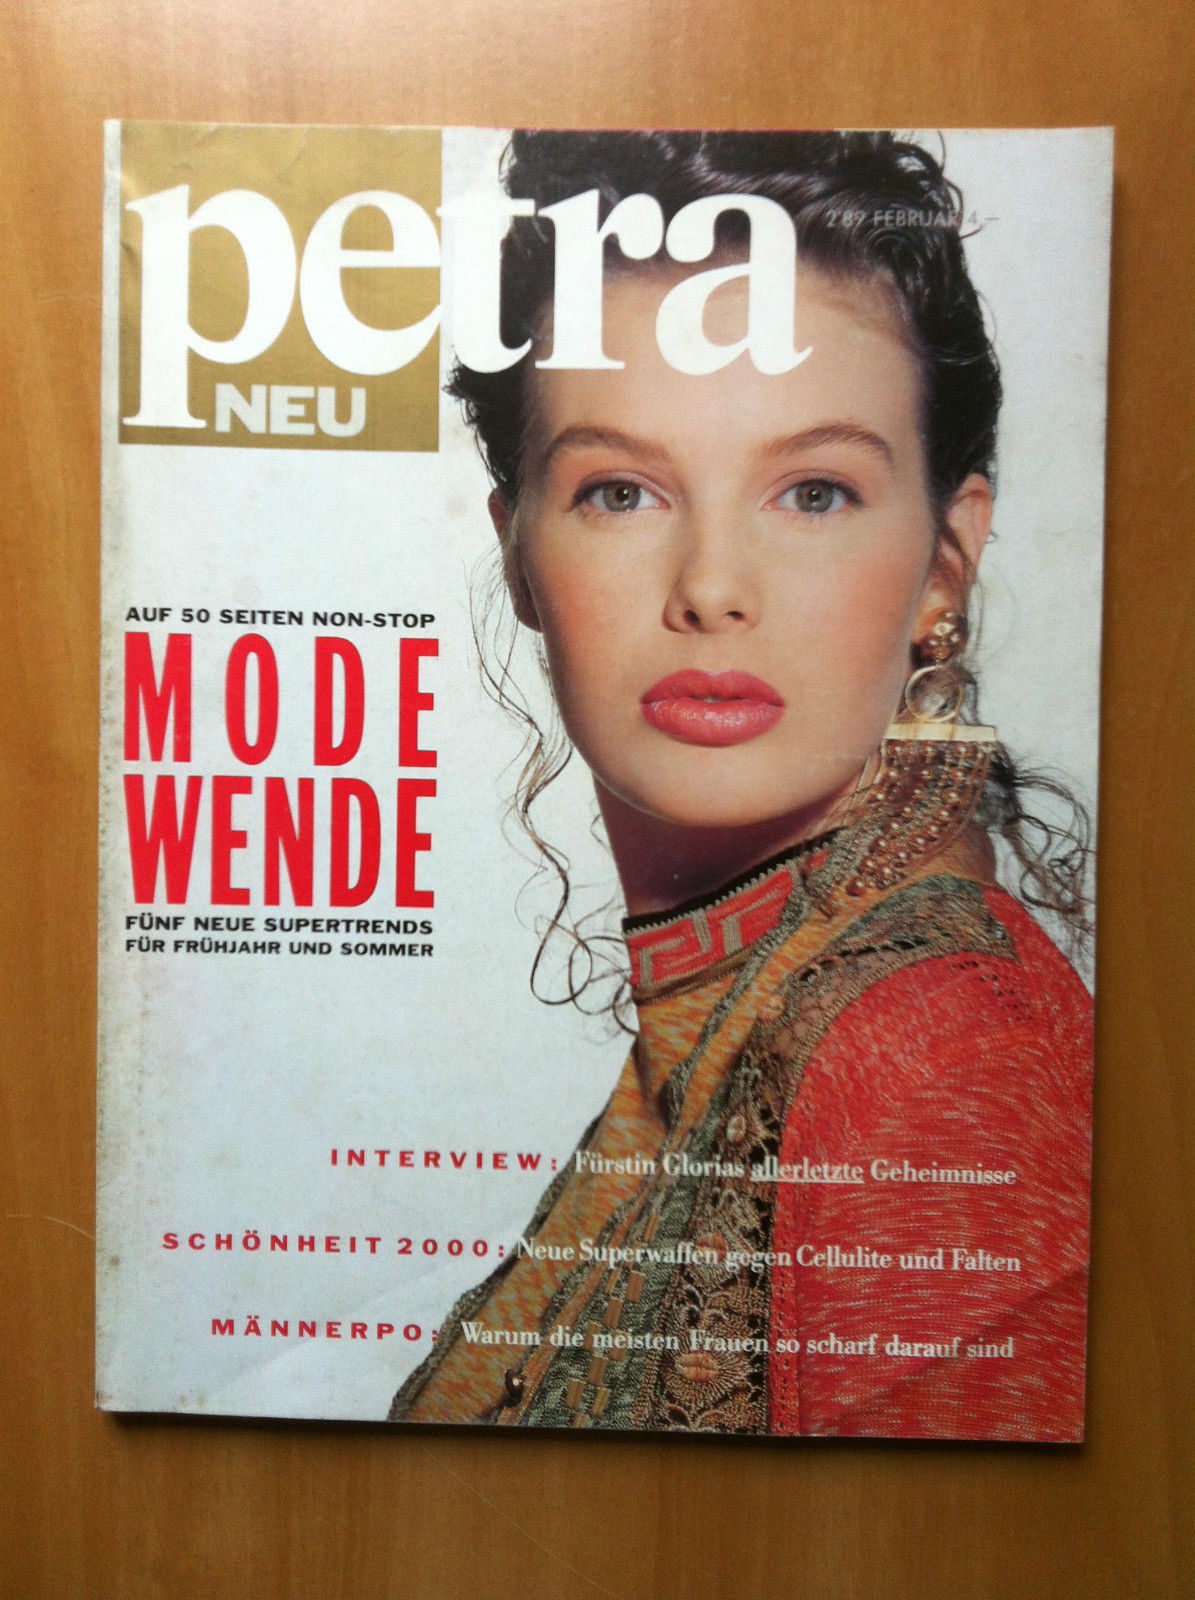 petra
NEU
2'89 FEBRUAR 4,—
AUF 50 SEITEN NON-STOP
MODE
WENDE
FÜNF NEUE SUPERTRENDS
FÜR FRÜHJAHR UND SOMMER
INTERVIEW: Fürstin Glorias allerletzte Geheimnisse
SCHÖNHEIT 2000: Neue Superwaffen gegen Cellulite und Falten
MÄNNERPO: Warum die meisten Frauen so scharf darauf sind